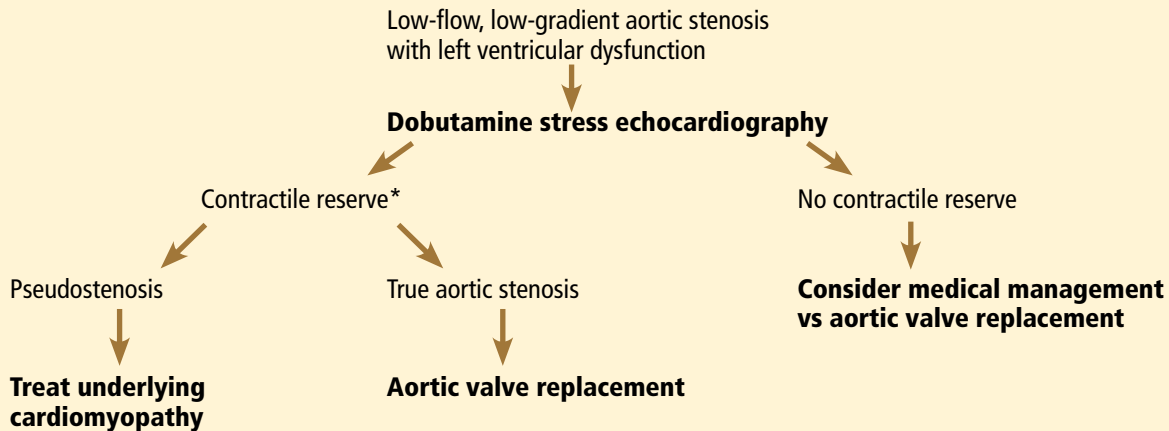 Low-flow, low-gradient aortic stenosis
with left ventricular dysfunction
Dobutamine stress echocardiography
Contractile reserve*
No contractile reserve
Pseudostenosis
True aortic stenosis
Consider medical management
vs aortic valve replacement
Treat underlying
cardiomyopathy
Aortic valve replacement